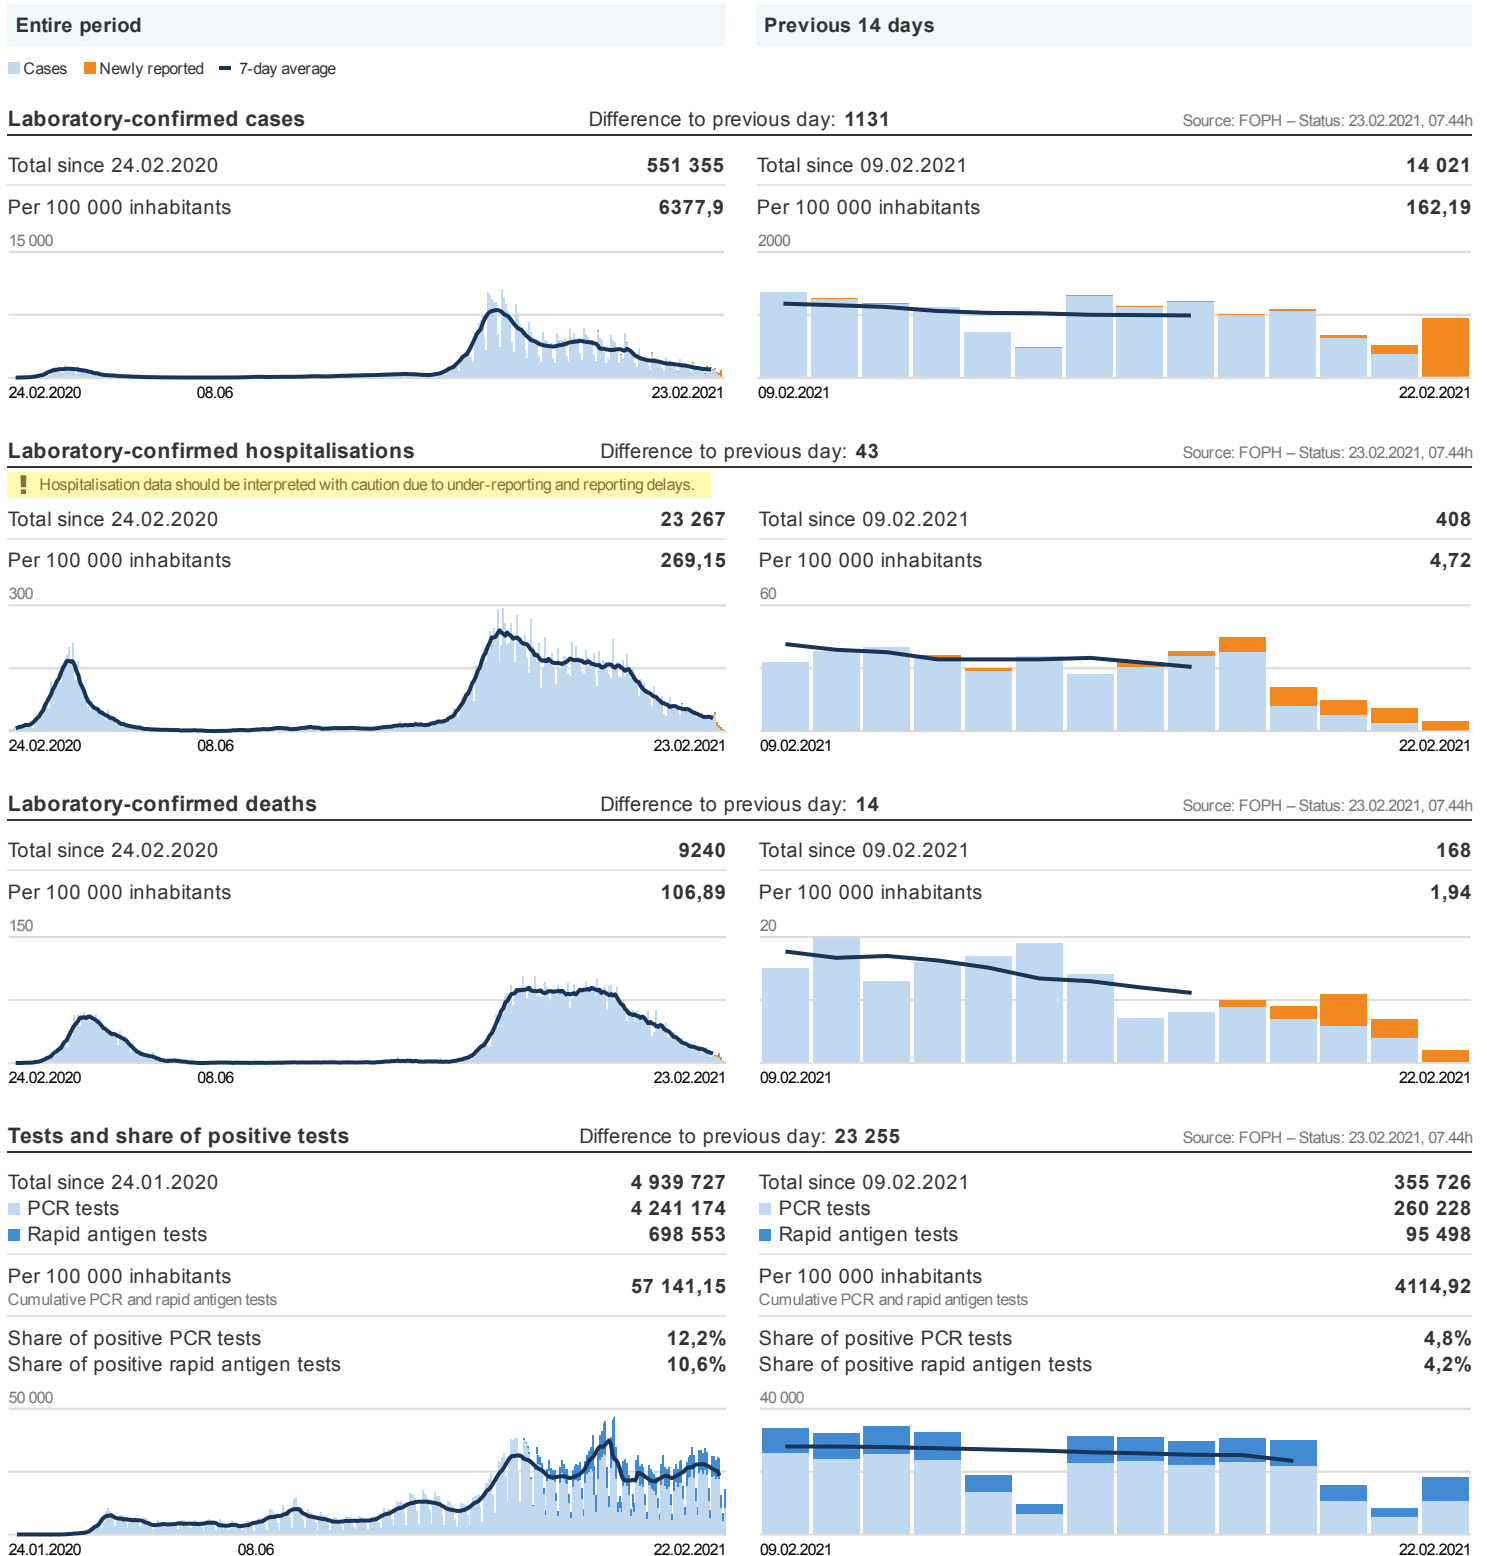 Entire period
Previous 14 days
Cases Newly reported 7-day average
Laboratory-confirmed cases Difference to previous day: 1131 Source: FOPH – Status: 23.02.2021, 07.44h
Total since 24.02.2020 551 355
Per 100 000 inhabitants 6377,9
15 000
24.02.2020 08.06 23.02.2021
Total since 09.02.2021 14 021
Per 100 000 inhabitants 162,19
2000
09.02.2021 22.02.2021
Laboratory-confirmed hospitalisations Difference to previous day: 43 Source: FOPH – Status: 23.02.2021, 07.44h
! Hospitalisation data should be interpreted with caution due to under-reporting and reporting delays.
Total since 24.02.2020 23 267
Per 100 000 inhabitants 269,15
300
24.02.2020 08.06 23.02.2021
Total since 09.02.2021 408
Per 100 000 inhabitants 4,72
60
09.02.2021 22.02.2021
Laboratory-confirmed deaths Difference to previous day: 14 Source: FOPH – Status: 23.02.2021, 07.44h
Total since 24.02.2020 9240
Per 100 000 inhabitants 106,89
150
24.02.2020 08.06 23.02.2021
Total since 09.02.2021 168
Per 100 000 inhabitants 1,94
20
09.02.2021 22.02.2021
Tests and share of positive tests Difference to previous day: 23 255 Source: FOPH – Status: 23.02.2021, 07.44h
Total since 24.01.2020 4 939 727
PCR tests 4 241 174
Rapid antigen tests 698 553
Per 100 000 inhabitants 57 141,15
Cumulative PCR and rapid antigen tests
Share of positive PCR tests 12,2%
Share of positive rapid antigen tests 10,6%
50 000
24.01.2020 08.06 22.02.2021
Total since 09.02.2021 355 726
PCR tests 260 228
Rapid antigen tests 95 498
Per 100 000 inhabitants 4114,92
Cumulative PCR and rapid antigen tests
Share of positive PCR tests 4,8%
Share of positive rapid antigen tests 4,2%
40 000
09.02.2021 22.02.2021